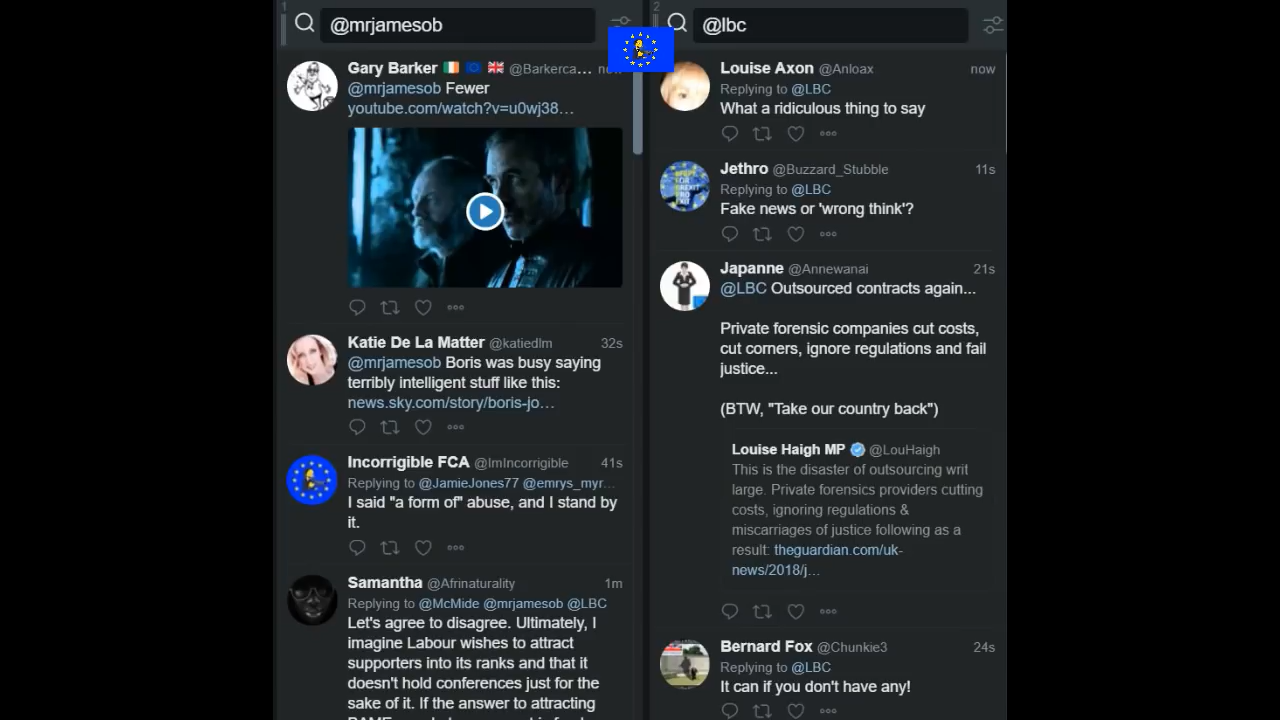 1
@mrjamesob
Gary Barker @Barkerca… now
@mrjamesob Fewer
youtube.com/watch?v=u0wj38…
Katie De La Matter @katiedlm 32s
@mrjamesob Boris was busy saying
terribly intelligent stuff like this:
news.sky.com/story/boris-jo…
Incorrigible FCA @ImIncorrigible 41s
Replying to @JamieJones77 @emrys_myr…
I said "a form of" abuse, and I stand by
it.
Samantha @Afrinaturality 1m
Replying to @McMide @mrjamesob @LBC
Let's agree to disagree. Ultimately, I
imagine Labour wishes to attract
supporters into its ranks and that it
doesn't hold conferences just for the
sake of it. If the answer to attracting
2
@lbc
Louise Axon @Anloax now
Replying to @LBC
What a ridiculous thing to say
Jethro @Buzzard_Stubble 11s
Replying to @LBC
Fake news or 'wrong think'?
Japanne @Annewanai 21s
@LBC Outsourced contracts again...
Private forensic companies cut costs,
cut corners, ignore regulations and fail
justice...
(BTW, "Take our country back")
Louise Haigh MP @LouHaigh
This is the disaster of outsourcing writ
large. Private forensics providers cutting
costs, ignoring regulations &
miscarriages of justice following as a
result: theguardian.com/uk-
news/2018/j…
Bernard Fox @Chunkie3 24s
Replying to @LBC
It can if you don't have any!